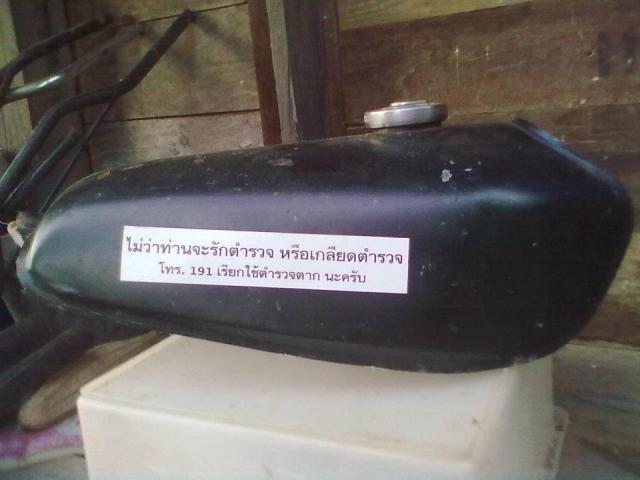 ไม่ว่าท่านจะรักตำรวจ หรือเกลียดตำรวจ
โทร. 191 เรียกใช้ตำรวจตาก นะครับ